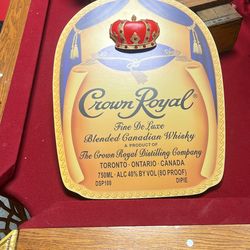 Crown Royal
Fine De Luxe
Blended Canadian Whisky
A PRODUCT OF
The Crown Royal Distilling Company
TORONTO · ONTARIO · CANADA
750ML · ALC 40% BY VOL (80 PROOF)
DSP100 DIPIE